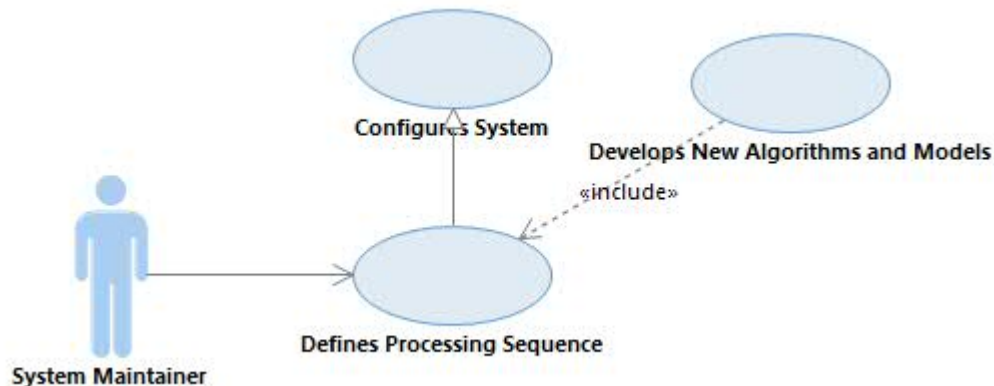 Configures System
Develops New Algorithms and Models
«include»
Defines Processing Sequence
System Maintainer